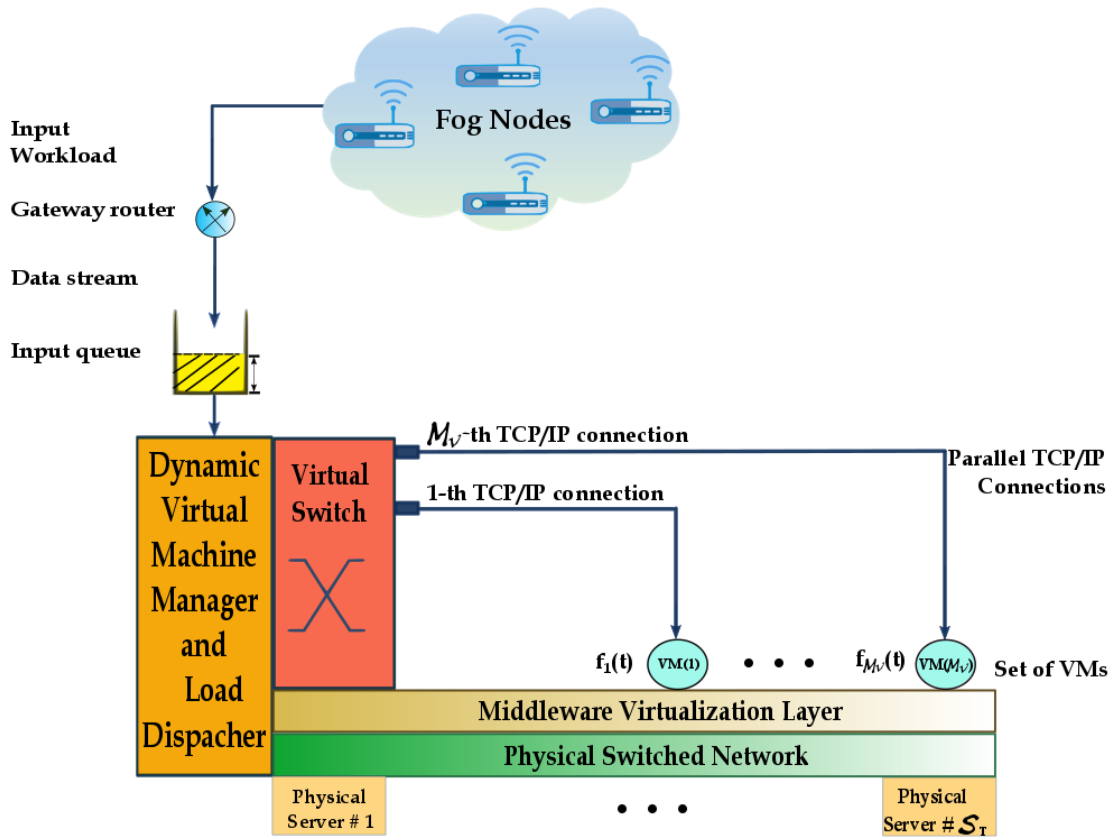 Fog Nodes
Input
Workload
Gateway router
Data stream
Input queue
Dynamic
Virtual
Machine
Manager
and
Load
Dispacher
Virtual
Switch
ℳ𝒱-th TCP/IP connection
1-th TCP/IP connection
Parallel TCP/IP
Connections
f₁(t)
VM(1)
• • •
fℳ𝒱(t)
VM(ℳ𝒱)
Set of VMs
Middleware Virtualization Layer
Physical Switched Network
Physical
Server # 1
• • •
Physical
Server # 𝒮T